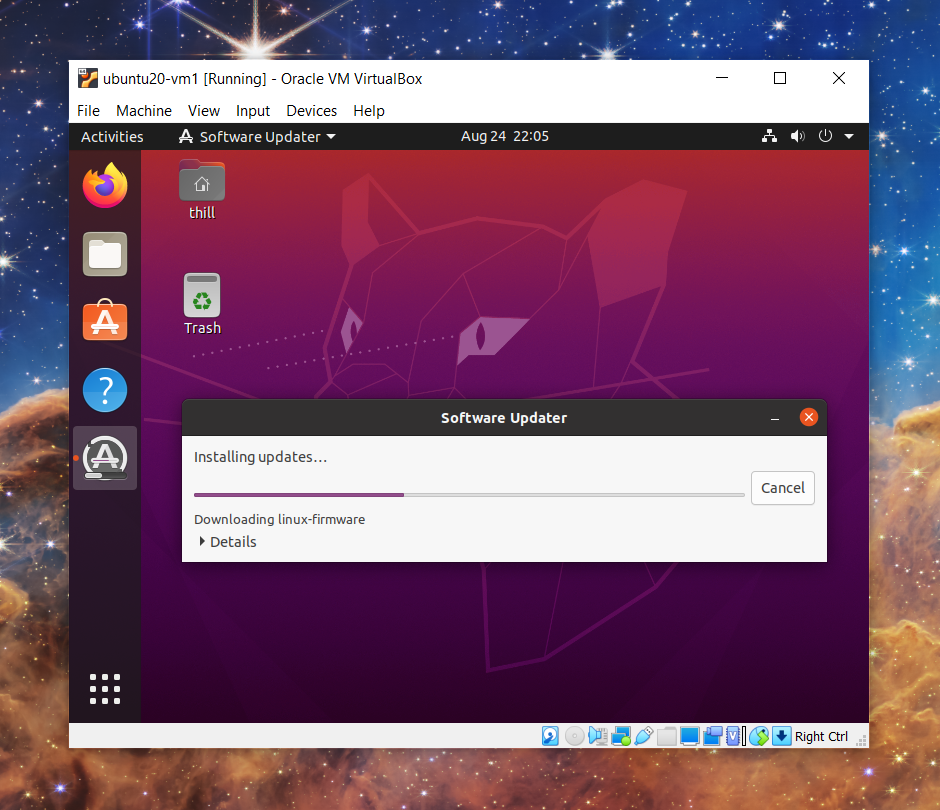 ubuntu20-vm1 [Running] - Oracle VM VirtualBox
File Machine View Input Devices Help
Activities Software Updater Aug 24 22:05
thill
Trash
Software Updater
Installing updates...
Cancel
Downloading linux-firmware
Details
Right Ctrl